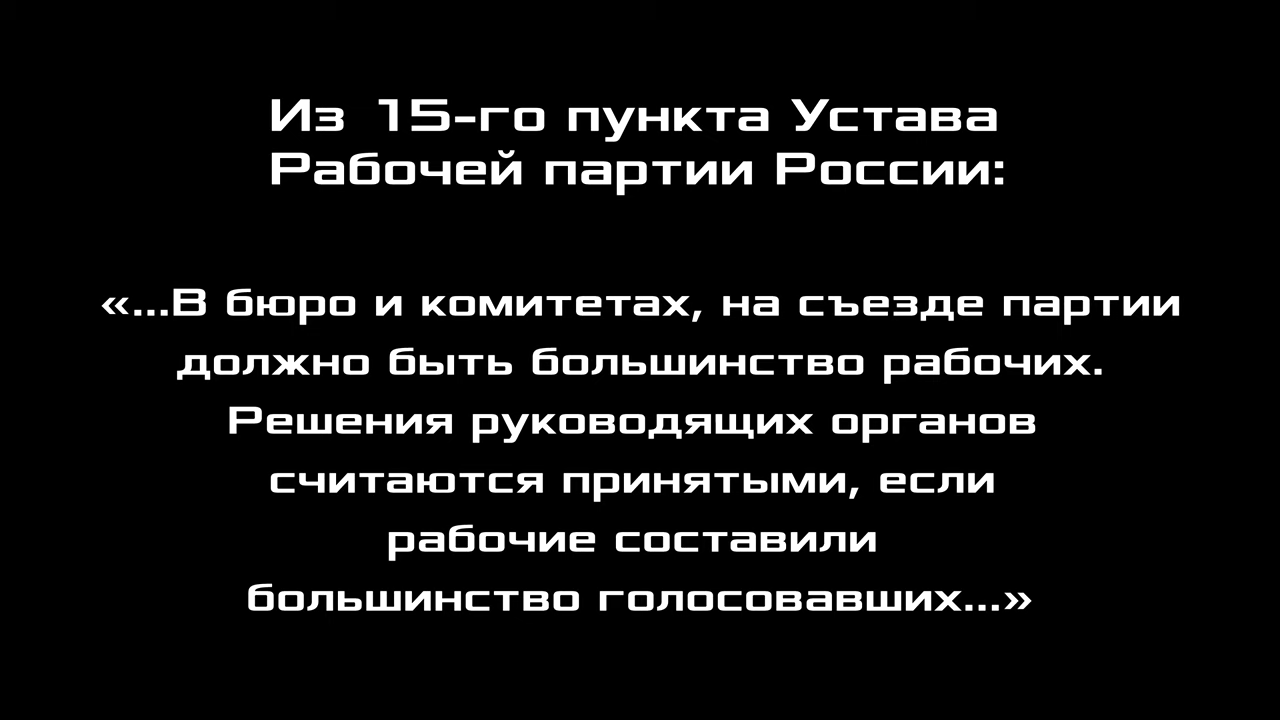 Из 15-го пункта Устава
Рабочей партии России:
«...В бюро и комитетах, на съезде партии
должно быть большинство рабочих.
Решения руководящих органов
считаются принятыми, если
рабочие составили
большинство голосовавших...»